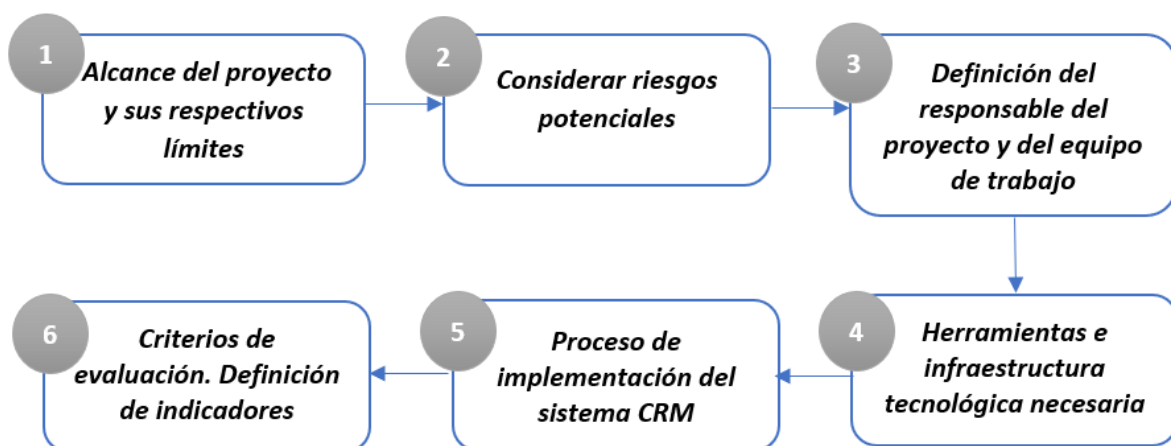 1
Alcance del proyecto
y sus respectivos
límites
2
Considerar riesgos
potenciales
3
Definición del
responsable del
proyecto y del equipo
de trabajo
4
Herramientas e
infraestructura
tecnológica necesaria
5
Proceso de
implementación del
sistema CRM
6
Criterios de
evaluación. Definición
de indicadores